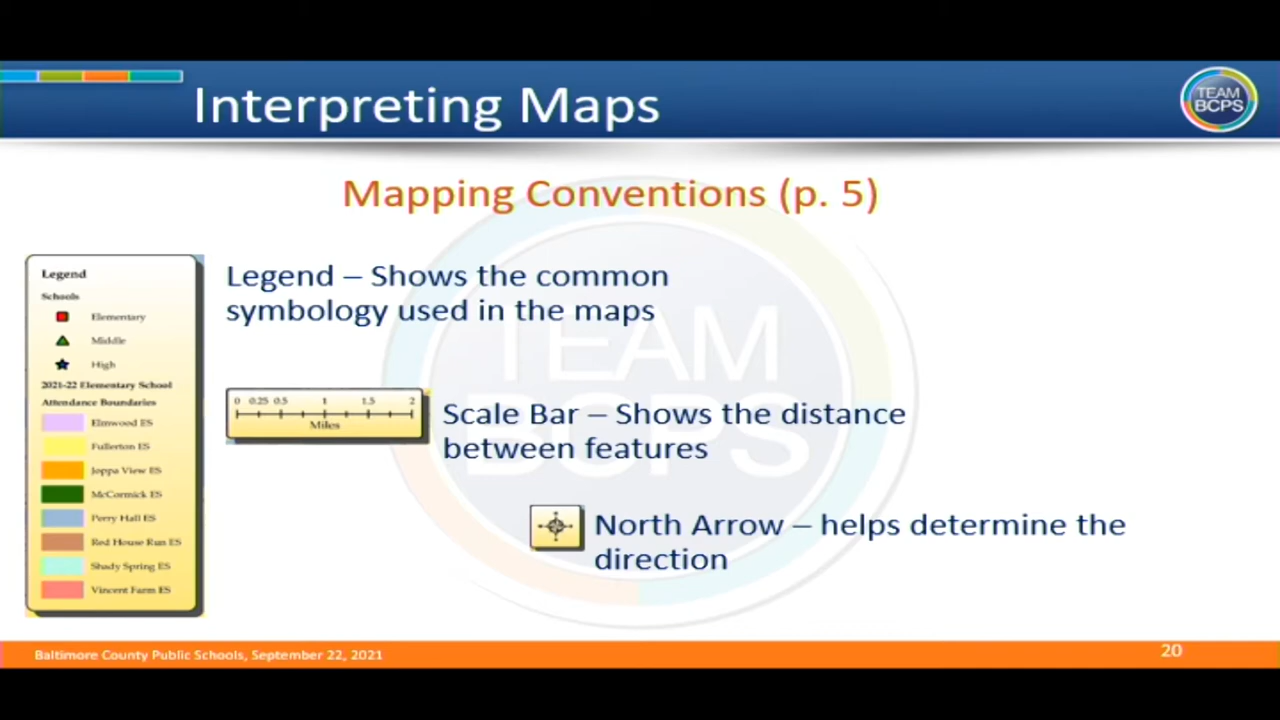 Interpreting Maps
TEAM
BCPS
Mapping Conventions (p. 5)
Legend
Schools
Elementary
Middle
High
2021-22 Elementary School
Attendance Boundaries
Elmwood ES
Fullerton ES
Joppa View ES
McCormick ES
Perry Hall ES
Red House Run ES
Shady Spring ES
Vincent Farm ES
Legend – Shows the common
symbology used in the maps
0 0.25 0.5 1 1.5 2
Miles
Scale Bar – Shows the distance
between features
North Arrow – helps determine the
direction
TEAM
BCPS
Baltimore County Public Schools, September 22, 2021
20